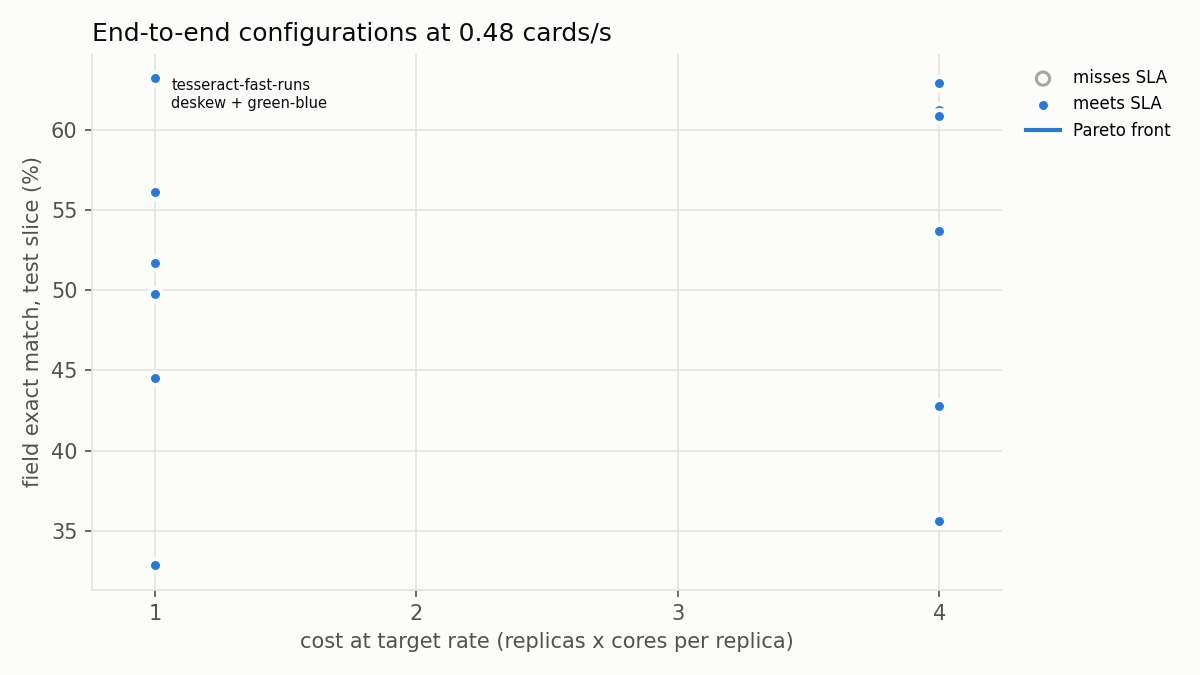 End-to-end configurations at 0.48 cards/s
tesseract-fast-runs
deskew + green-blue
misses SLA
meets SLA
Pareto front
field exact match, test slice (%)
60
55
50
45
40
35
1 2 3 4
cost at target rate (replicas x cores per replica)